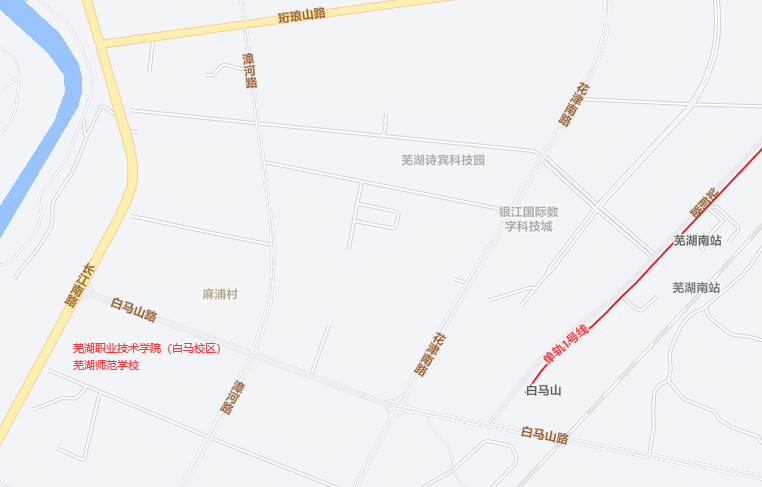 珩琅山路
漳河路
花津南路
芜湖诗宾科技园
站前路
银江国际数
字科技城
芜湖南站
长江南路
芜湖南站
麻浦村
白马山路
花津南路
单轨1号线
芜湖职业技术学院（白马校区）
芜湖师范学校
漳河路
白马山
白马山路